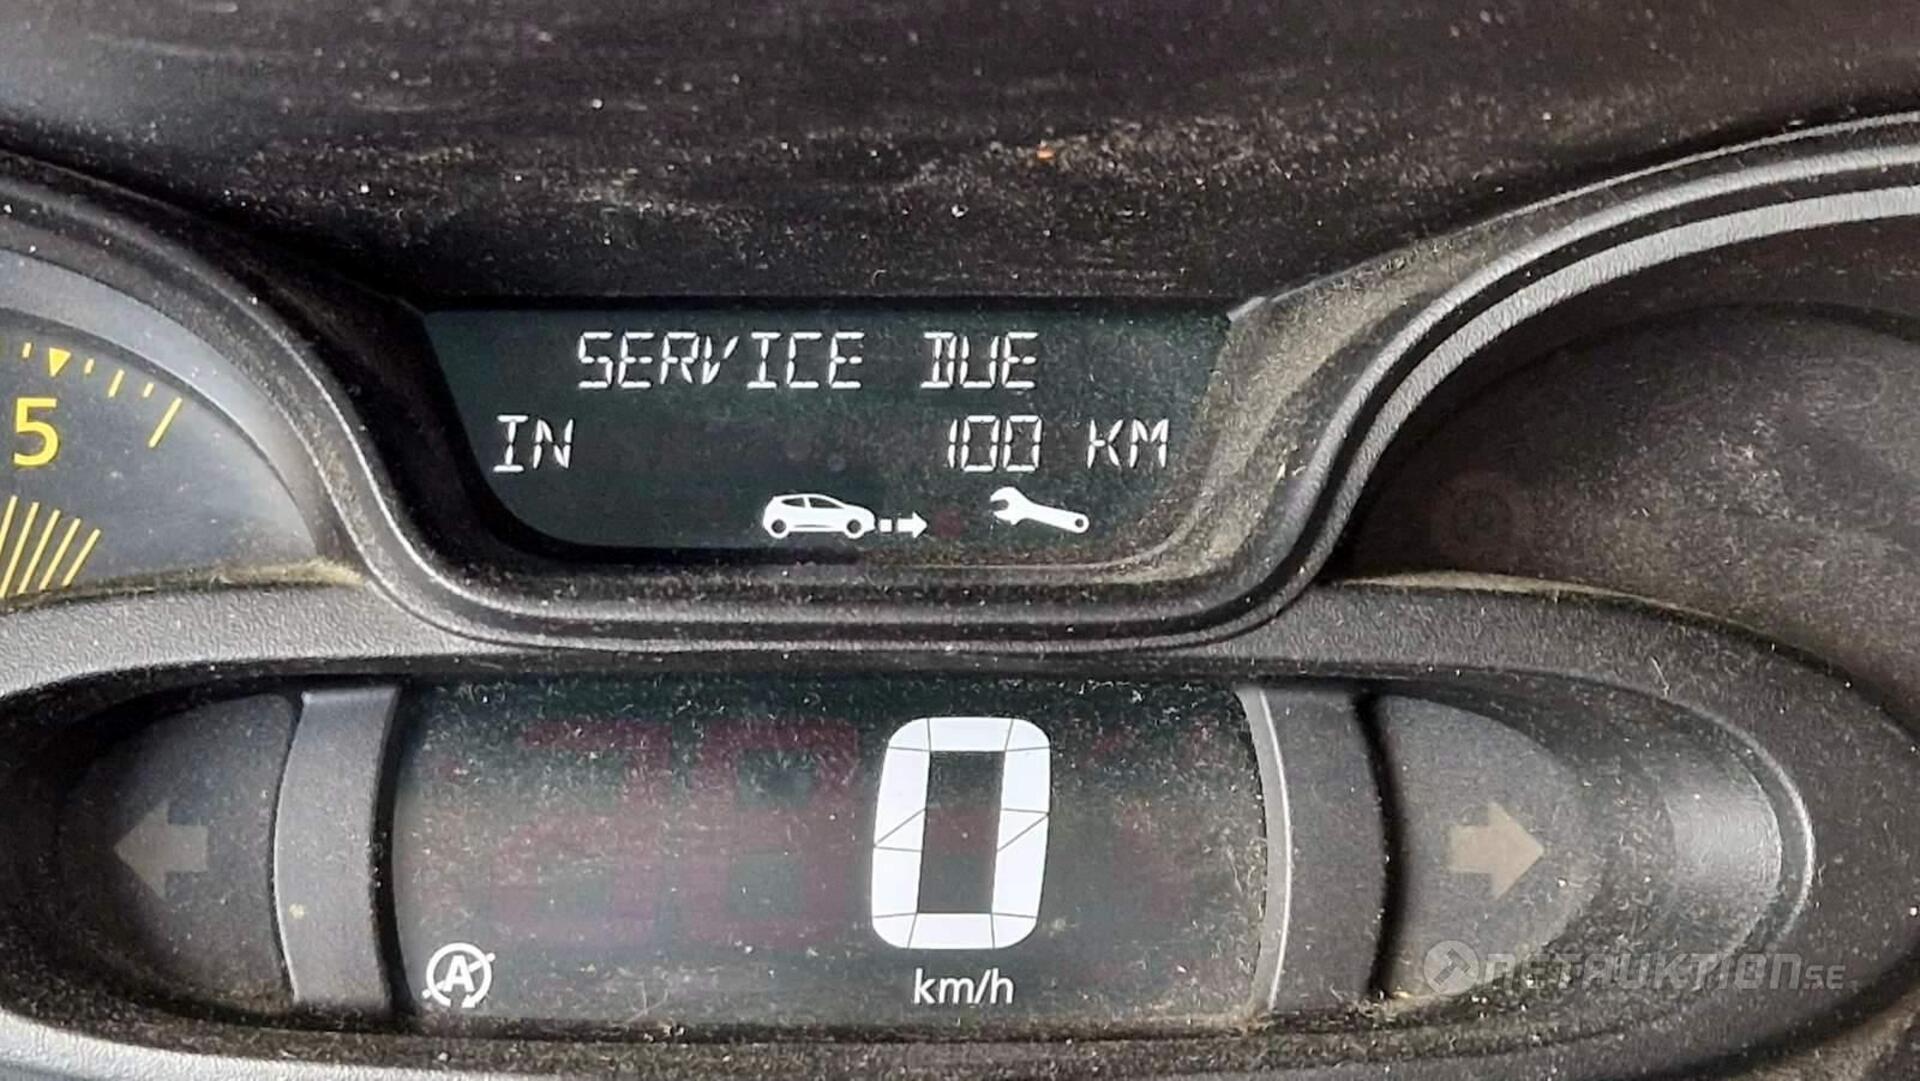 SERVICE DUE
IN 100 KM
5
0
km/h
A
NETAUKTION.SE